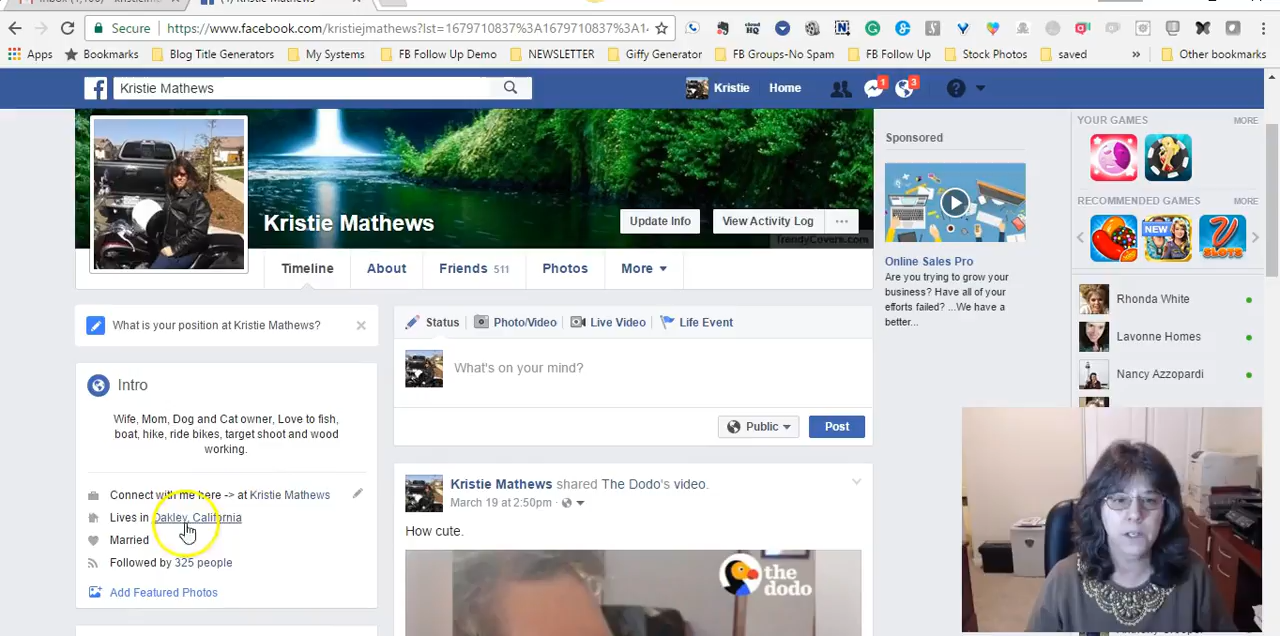 Kristie Mathews
Secure
https://www.facebook.com/kristiejmathews?lst=1679710837%3A1679710837%3A14
Apps
Bookmarks
Blog Title Generators
My Systems
FB Follow Up Demo
NEWSLETTER
Giffy Generator
FB Groups-No Spam
FB Follow Up
Stock Photos
saved
»
Other bookmarks
Kristie Mathews
Kristie
Home
1
3
Kristie Mathews
Update Info
View Activity Log
TrendyCovers.com
Timeline
About
Friends 511
Photos
More
What is your position at Kristie Mathews?
Intro
Wife, Mom, Dog and Cat owner, Love to fish,
boat, hike, ride bikes, target shoot and wood
working.
Connect with me here -> at Kristie Mathews
Lives in Oakley, California
Married
Followed by 325 people
Add Featured Photos
Status
Photo/Video
Live Video
Life Event
What's on your mind?
Public
Post
Kristie Mathews shared The Dodo's video.
March 19 at 2:50pm
How cute.
the
dodo
Sponsored
Online Sales Pro
Are you trying to grow your
business? Have all of your
efforts failed? ...We have a
better...
YOUR GAMES
MORE
RECOMMENDED GAMES
MORE
NEW
SLOTS
Rhonda White
Lavonne Homes
Nancy Azzopardi